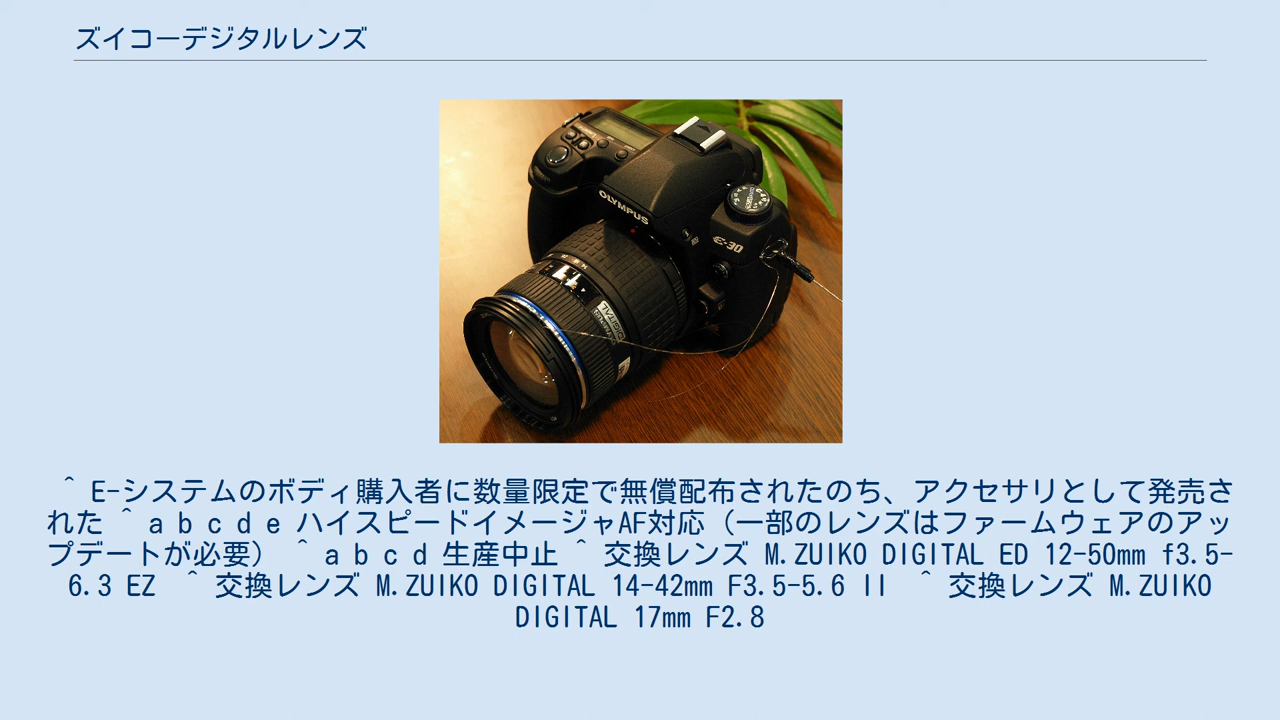 ズイコーデジタルレンズ
OLYMPUS
E-30
DIGITAL
^ E-システムのボディ購入者に数量限定で無償配布されたのち、アクセサリとして発売さ
れた ^ a b c d e ハイスピードイメージャAF対応（一部のレンズはファームウェアのアッ
プデートが必要） ^ a b c d 生産中止 ^ 交換レンズ M.ZUIKO DIGITAL ED 12-50mm f3.5-
6.3 EZ ^ 交換レンズ M.ZUIKO DIGITAL 14-42mm F3.5-5.6 II ^ 交換レンズ M.ZUIKO
DIGITAL 17mm F2.8